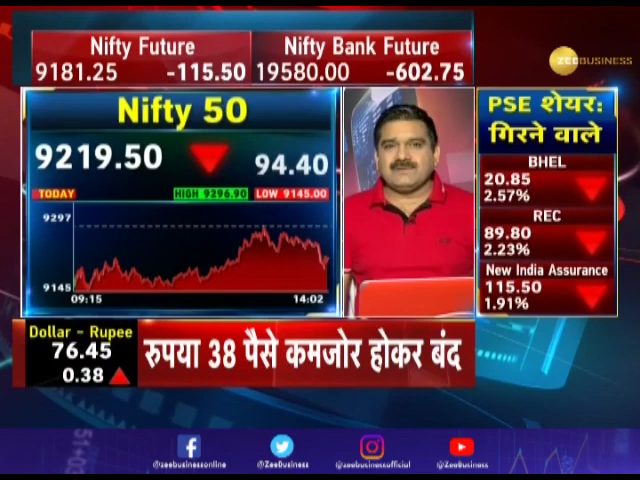 Nifty Future
9181.25 -115.50
Nifty Bank Future
19580.00 -602.75
ZEEBUSINESS
Nifty 50
9219.50 94.40
TODAY HIGH 9296.90 LOW 9145.00
9297
9145
09:15 14:02
PSE शेयर:
गिरने वाले
BHEL
20.85
2.57%
REC
89.80
2.23%
New India Assurance
115.50
1.91%
Dollar - Rupee
76.45
0.38
रुपया 38 पैसे कमजोर होकर बंद
@zeebusinessonline
@ZeeBusiness
@zeebusinessofficial
@ZeeBusiness